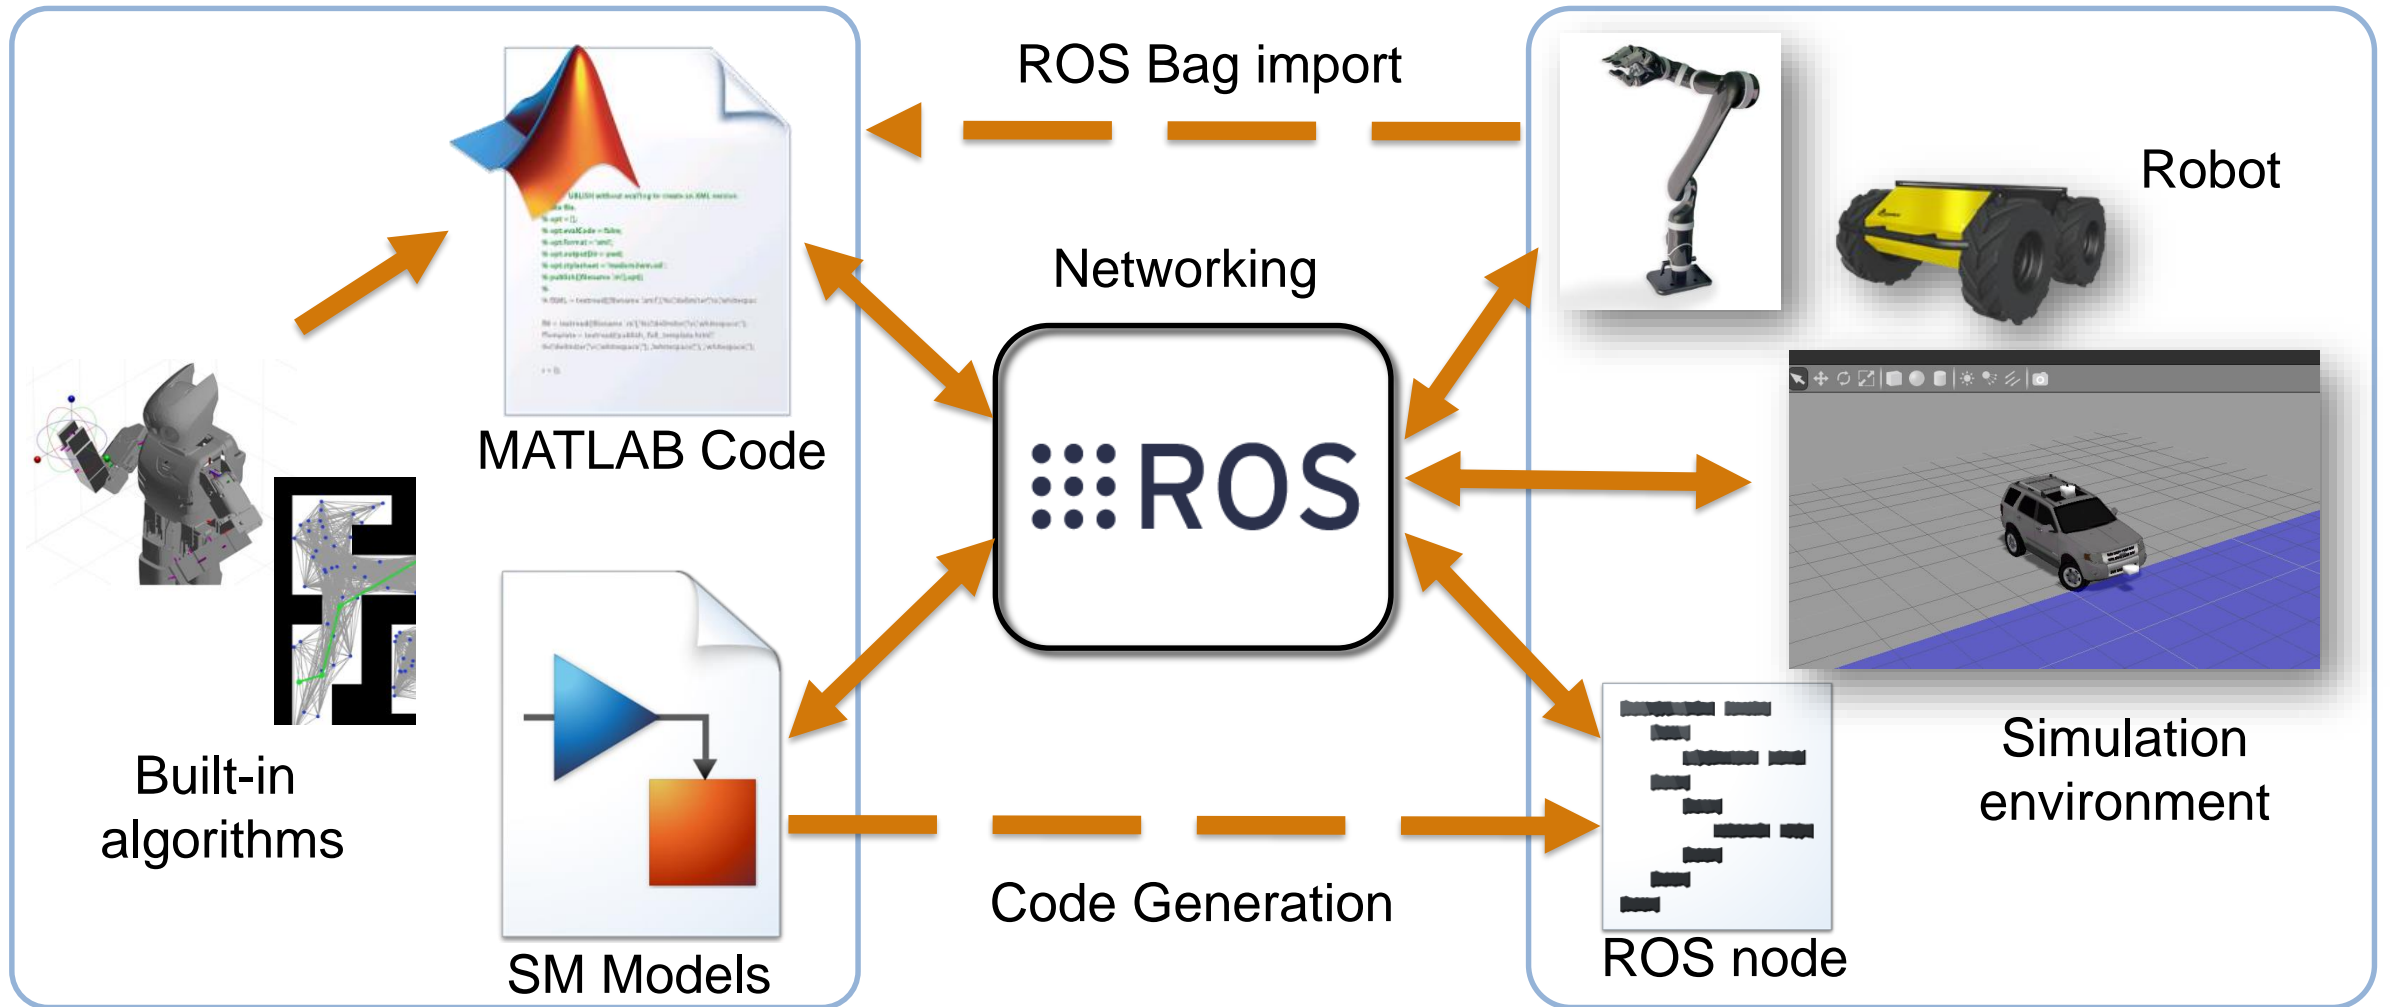 ROS Bag import
Robot
Networking
MATLAB Code
ROS
Built-in
algorithms
Simulation
environment
Code Generation
SM Models
ROS node